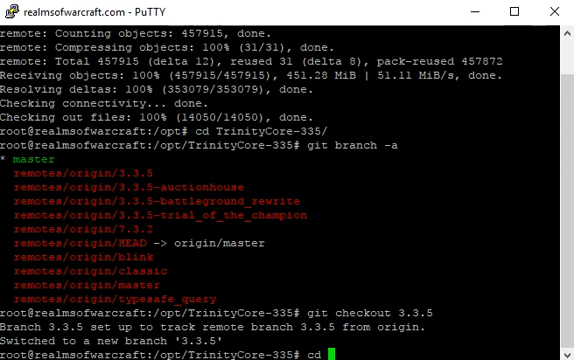 realmsofwarcraft.com - PuTTY
remote: Counting objects: 457915, done.
remote: Compressing objects: 100% (31/31), done.
remote: Total 457915 (delta 12), reused 31 (delta 8), pack-reused 457872
Receiving objects: 100% (457915/457915), 451.28 MiB | 51.11 MiB/s, done.
Resolving deltas: 100% (353079/353079), done.
Checking connectivity... done.
Checking out files: 100% (14050/14050), done.
root@realmsofwarcraft:/opt# cd TrinityCore-335/
root@realmsofwarcraft:/opt/TrinityCore-335# git branch -a
* master
remotes/origin/3.3.5
remotes/origin/3.3.5-auctionhouse
remotes/origin/3.3.5-battleground_rewrite
remotes/origin/3.3.5-trial_of_the_champion
remotes/origin/7.3.2
remotes/origin/HEAD -> origin/master
remotes/origin/blink
remotes/origin/classic
remotes/origin/master
remotes/origin/typesafe_query
root@realmsofwarcraft:/opt/TrinityCore-335# git checkout 3.3.5
Branch 3.3.5 set up to track remote branch 3.3.5 from origin.
Switched to a new branch '3.3.5'
root@realmsofwarcraft:/opt/TrinityCore-335# cd